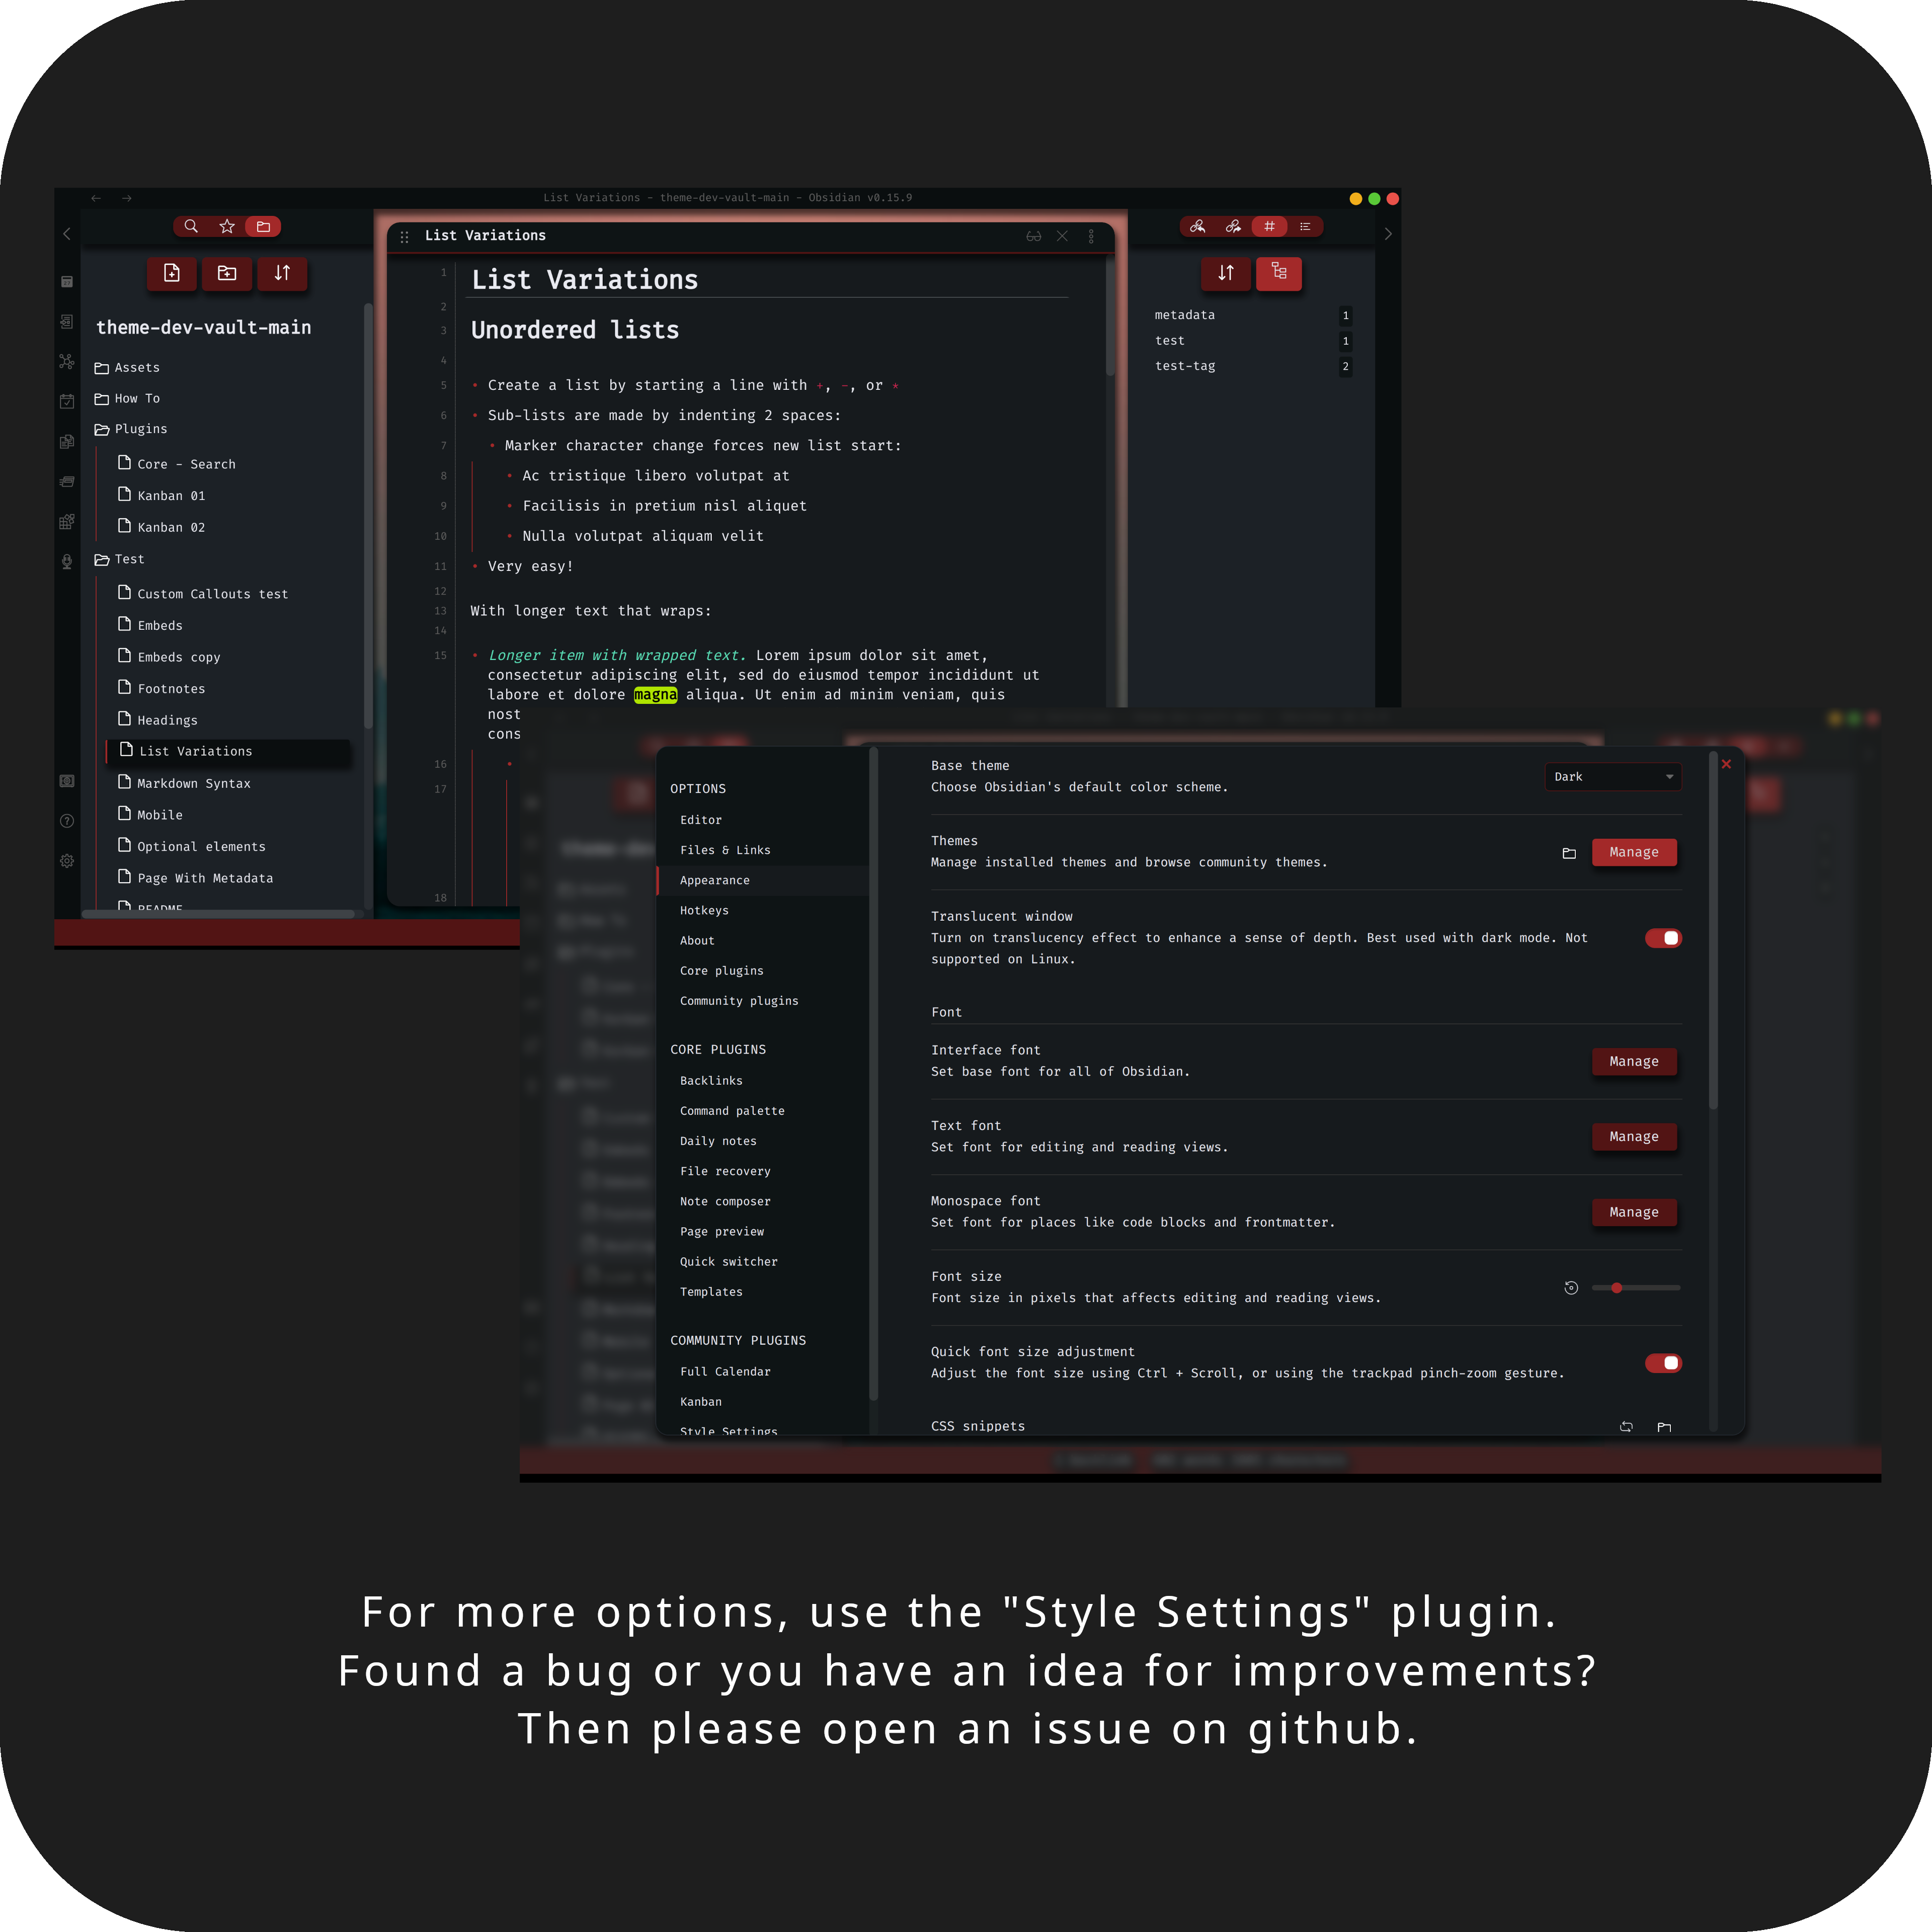 List Variations - theme-dev-vault-main - Obsidian v0.15.9
theme-dev-vault-main
Assets
How To
Plugins
Core - Search
Kanban 01
Kanban 02
Test
Custom Callouts test
Embeds
Embeds copy
Footnotes
Headings
List Variations
Markdown Syntax
Mobile
Optional elements
Page With Metadata
README
List Variations
1 List Variations
2
3 Unordered lists
4
5 • Create a list by starting a line with +, -, or *
6 • Sub-lists are made by indenting 2 spaces:
7 • Marker character change forces new list start:
8 • Ac tristique libero volutpat at
9 • Facilisis in pretium nisl aliquet
10 • Nulla volutpat aliquam velit
11 • Very easy!
12
13 With longer text that wraps:
14
15 • Longer item with wrapped text. Lorem ipsum dolor sit amet,
consectetur adipiscing elit, sed do eiusmod tempor incididunt ut
labore et dolore magna aliqua. Ut enim ad minim veniam, quis
nost
cons
16 •
17
18
metadata 1
test 1
test-tag 2
OPTIONS
Editor
Files & Links
Appearance
Hotkeys
About
Core plugins
Community plugins
CORE PLUGINS
Backlinks
Command palette
Daily notes
File recovery
Note composer
Page preview
Quick switcher
Templates
COMMUNITY PLUGINS
Full Calendar
Kanban
Style Settings
Base theme
Choose Obsidian's default color scheme.
Dark
Themes
Manage installed themes and browse community themes.
Manage
Translucent window
Turn on translucency effect to enhance a sense of depth. Best used with dark mode. Not
supported on Linux.
Font
Interface font
Set base font for all of Obsidian.
Manage
Text font
Set font for editing and reading views.
Manage
Monospace font
Set font for places like code blocks and frontmatter.
Manage
Font size
Font size in pixels that affects editing and reading views.
Quick font size adjustment
Adjust the font size using Ctrl + Scroll, or using the trackpad pinch-zoom gesture.
CSS snippets
For more options, use the "Style Settings" plugin.
Found a bug or you have an idea for improvements?
Then please open an issue on github.